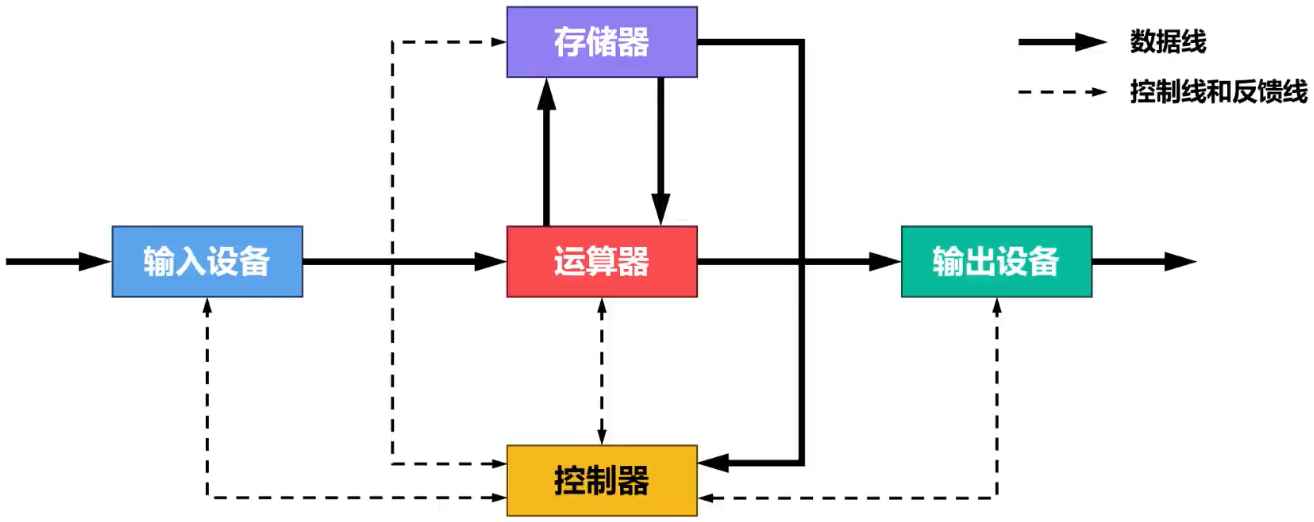 存储器
数据线
控制线和反馈线
输入设备
运算器
输出设备
控制器